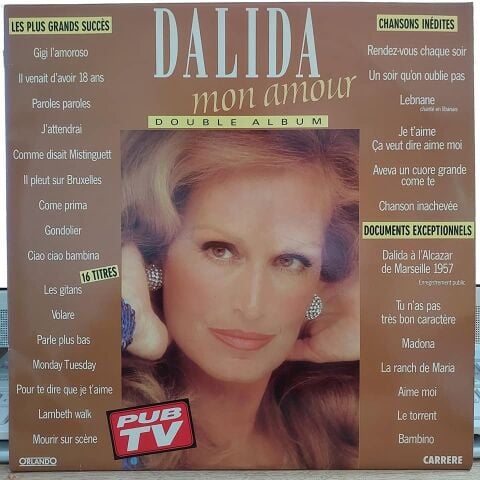 DALIDA
mon amour
DOUBLE ALBUM
LES PLUS GRANDS SUCCÈS
Gigi l'amoroso
Il venait d'avoir 18 ans
Paroles paroles
J'attendrai
Comme disait Mistinguett
Il pleut sur Bruxelles
Come prima
Gondolier
Ciao ciao bambina
16 TITRES
Les gitans
Volare
Parle plus bas
Monday Tuesday
Pour te dire que je t'aime
Lambeth walk
Mourir sur scène
CHANSONS INÉDITES
Rendez-vous chaque soir
Un soir qu'on oublie pas
Lebnane
chanté en libanais
Je t'aime
Ça veut dire aime moi
Aveva un cuore grande
come te
Chanson inachevée
DOCUMENTS EXCEPTIONNELS
Dalida à l'Alcazar
de Marseille 1957
Enregistrement public
Tu n'as pas
très bon caractère
Madona
La ranch de Maria
Aime moi
Le torrent
Bambino
PUB
TV
ORLANDO
CARRERE